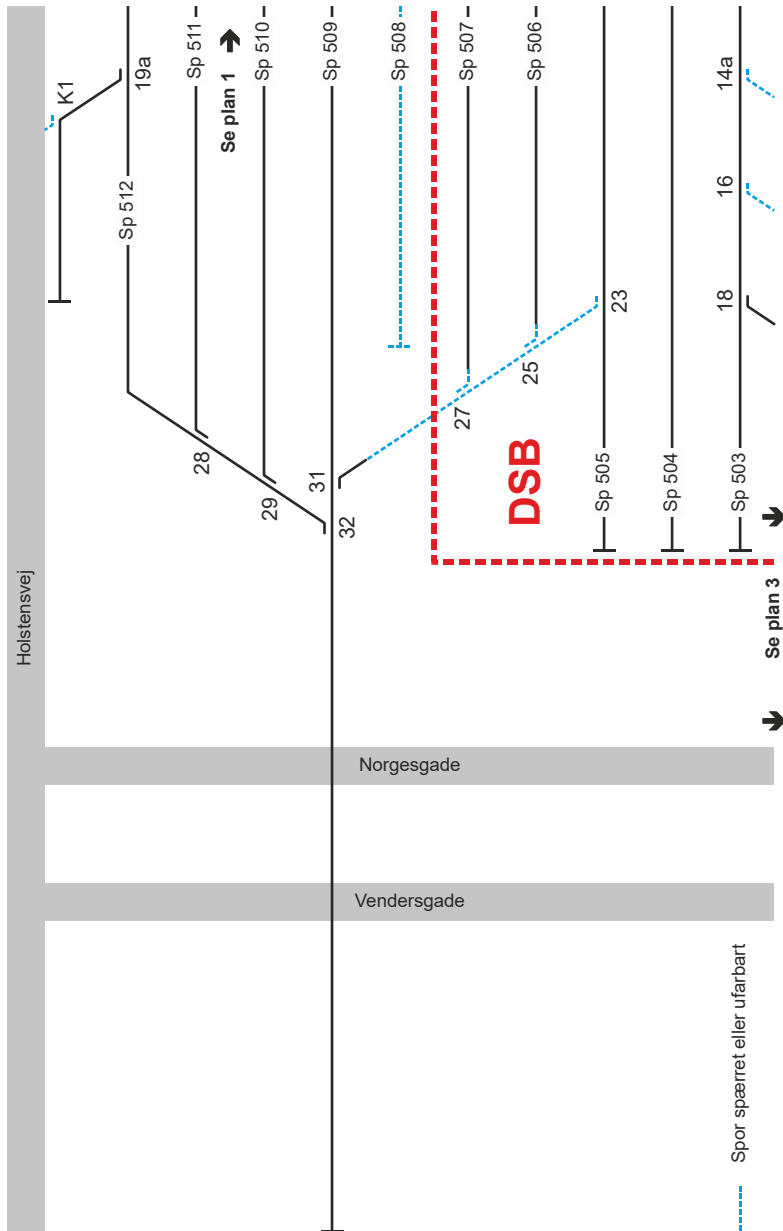 Holstensvej
K1
19a
Sp 512
Sp 511
Se plan 1
Sp 510
Sp 509
Sp 508
Sp 507
Sp 506
14a
16
18
23
25
27
28
29
31
32
DSB
Sp 505
Sp 504
Sp 503
Se plan 3
Norgesgade
Vendersgade
Spor spærret eller ufarbart